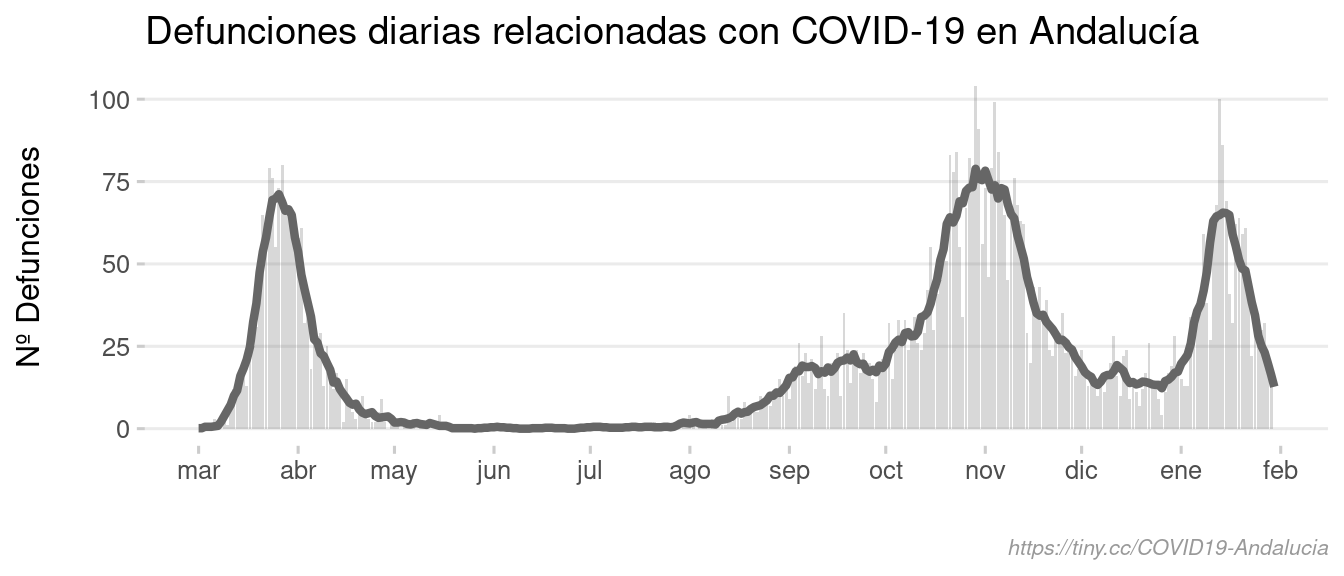 Defunciones diarias relacionadas con COVID-19 en Andalucía
Nº Defunciones
100
75
50
25
0
mar abr may jun jul ago sep oct nov dic ene feb
https://tiny.cc/COVID19-Andalucia